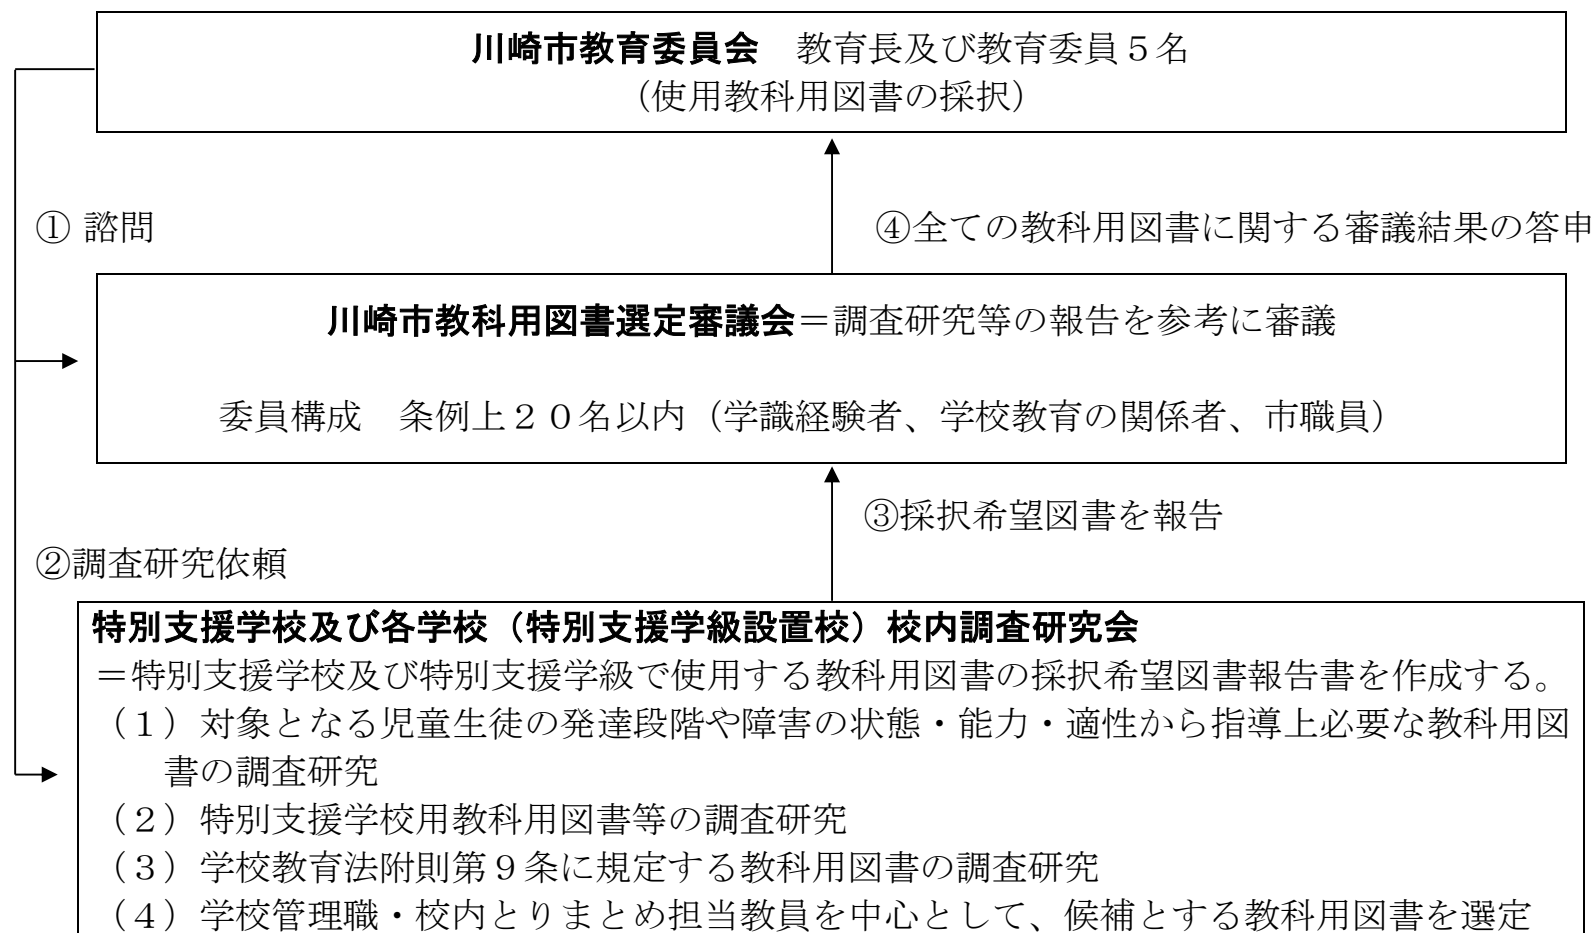 川崎市教育委員会　教育長及び教育委員５名
（使用教科用図書の採択）
① 諮問
④全ての教科用図書に関する審議結果の答申
川崎市教科用図書選定審議会＝調査研究等の報告を参考に審議
委員構成　条例上２０名以内（学識経験者、学校教育の関係者、市職員）
③採択希望図書を報告
②調査研究依頼
特別支援学校及び各学校（特別支援学級設置校）校内調査研究会
＝特別支援学校及び特別支援学級で使用する教科用図書の採択希望図書報告書を作成する。
（１）対象となる児童生徒の発達段階や障害の状態・能力・適性から指導上必要な教科用図
書の調査研究
（２）特別支援学校用教科用図書等の調査研究
（３）学校教育法附則第９条に規定する教科用図書の調査研究
（４）学校管理職・校内とりまとめ担当教員を中心として、候補とする教科用図書を選定